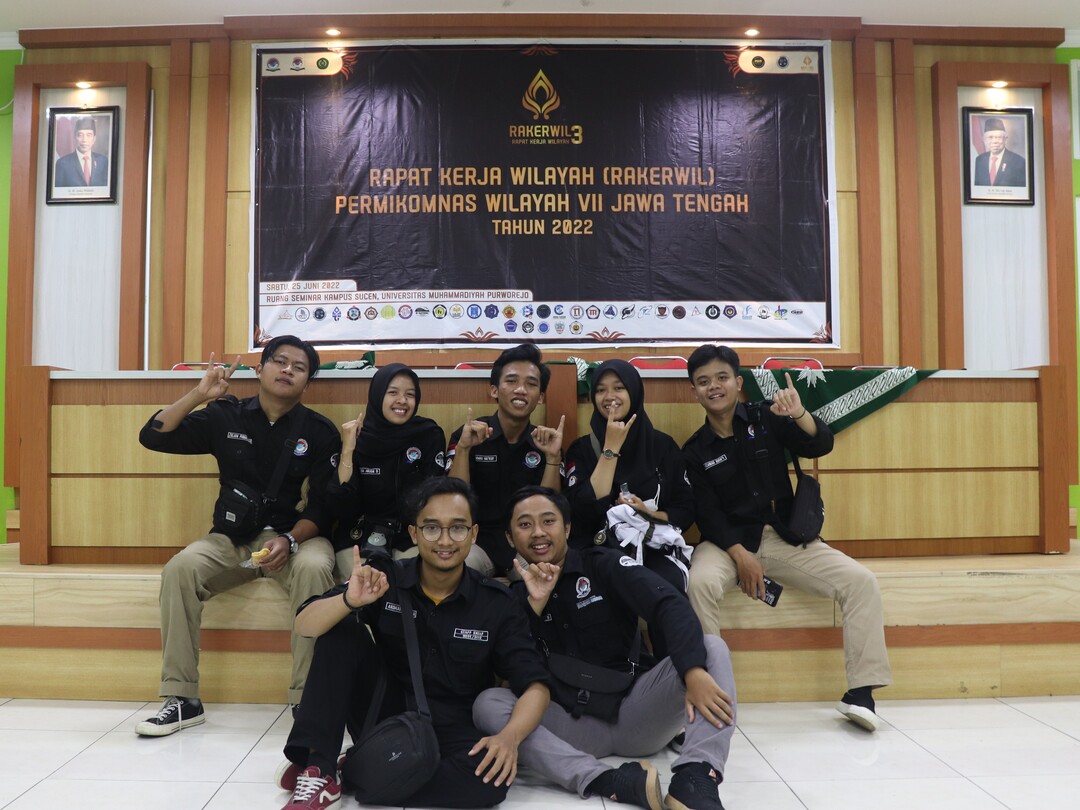 RAKERWIL 3
RAPAT KERJA WILAYAH
RAPAT KERJA WILAYAH (RAKERWIL)
PERMIKOMNAS WILAYAH VII JAWA TENGAH
TAHUN 2022
SABTU, 25 JUNI 2022
RUANG SEMINAR KAMPUS SUCEN, UNIVERSITAS MUHAMMADIYAH PURWOREJO